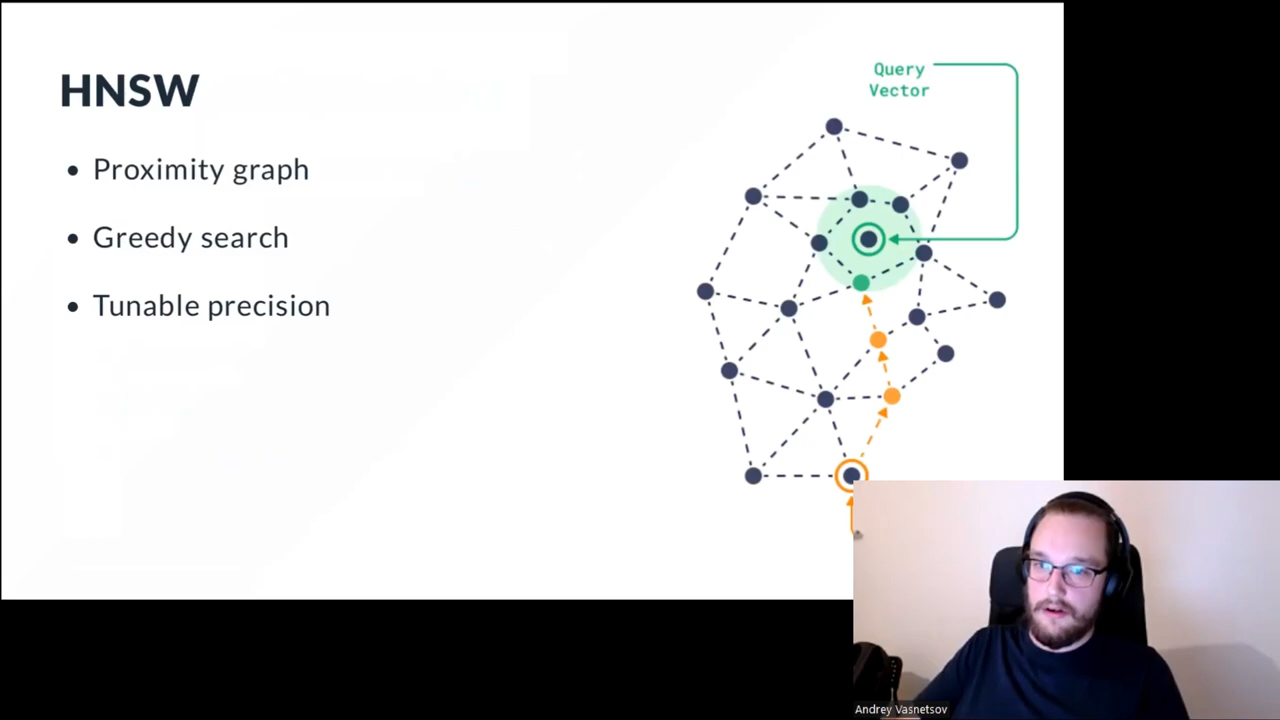 HNSW
• Proximity graph
• Greedy search
• Tunable precision
Query
Vector
Andrey Vasnetsov